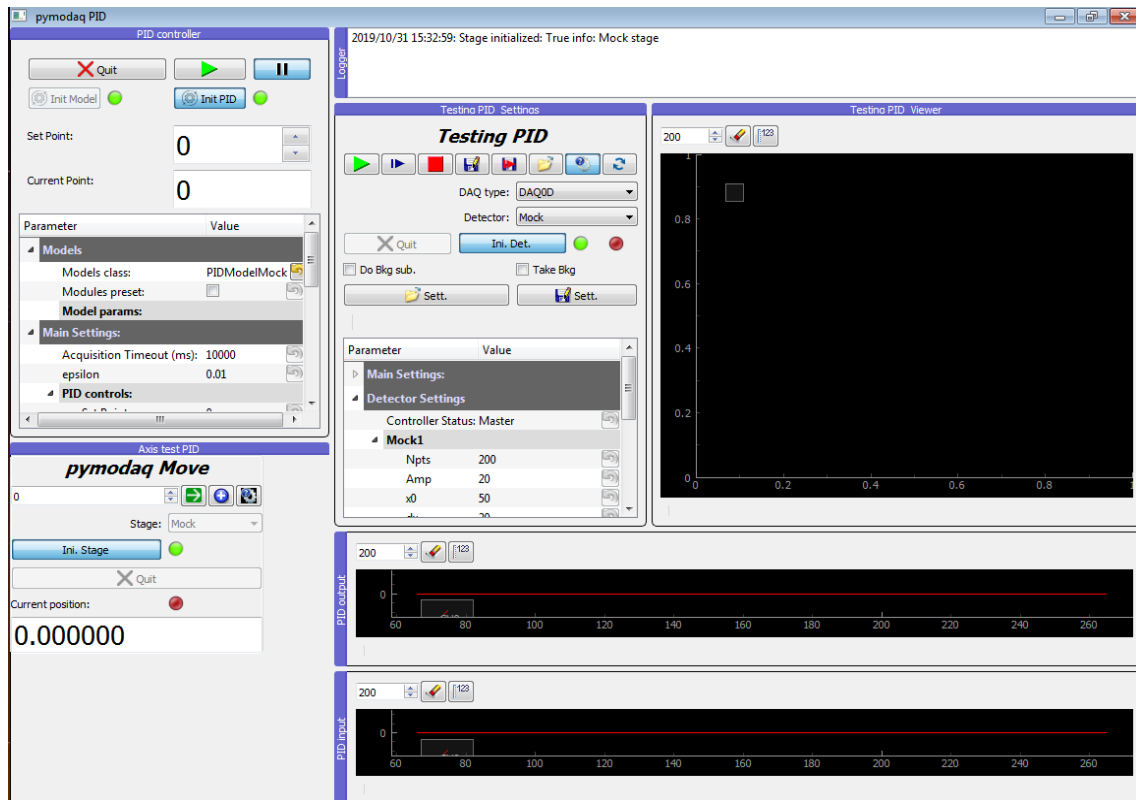 pymodaq PID
PID controller
Quit
Init Model
Init PID
Set Point:
0
Current Point:
0
Parameter Value
Models
Models class: PIDModelMock
Modules preset:
Model params:
Main Settings:
Acquisition Timeout (ms): 10000
epsilon 0.01
PID controls:
Axis test PID
pymodaq Move
0
Stage: Mock
Ini. Stage
Quit
Current position:
0.000000
Logger
2019/10/31 15:32:59: Stage initialized: True info: Mock stage
Testing PID Settings
Testing PID
DAQ type: DAQ0D
Detector: Mock
Quit Ini. Det.
Do Bkg sub. Take Bkg
Sett. Sett.
Parameter Value
Main Settings:
Detector Settings
Controller Status: Master
Mock1
Npts 200
Amp 20
x0 50
Testing PID Viewer
200 123
1
0.8
0.6
0.4
0.2
0
0 0.2 0.4 0.6 0.8 1
PID output
200 123
0
60 80 100 120 140 160 180 200 220 240 260
PID input
200 123
0
60 80 100 120 140 160 180 200 220 240 260